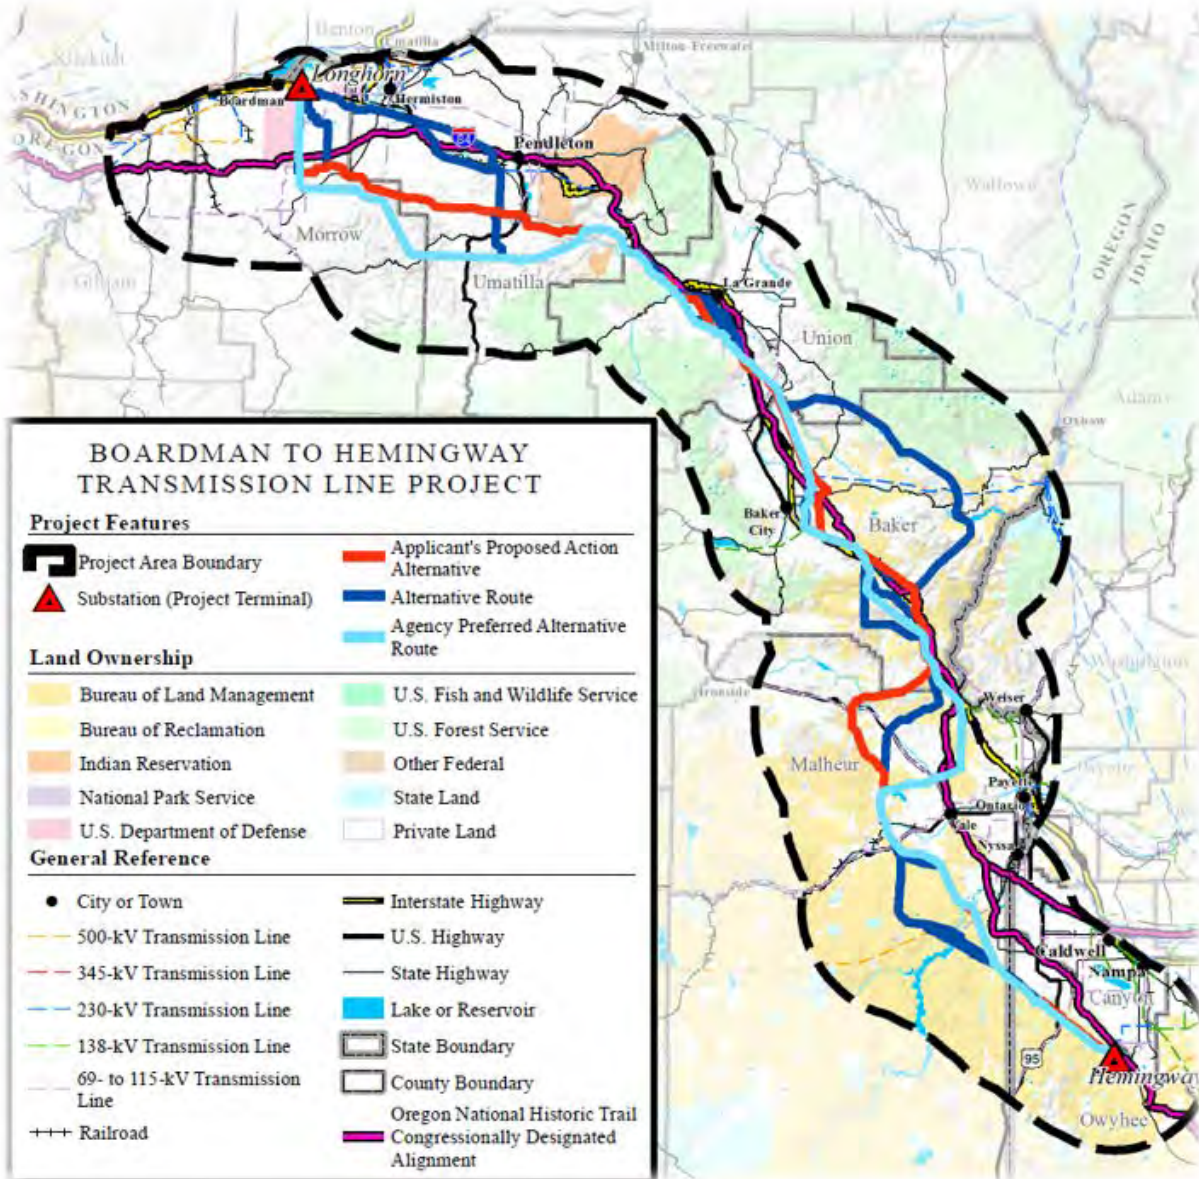 Benton
Umatilla
Klickitat
Milton-Freewater
Longhorn
Boardman
Hermiston
OREGON
84
Pendleton
Wallowa
OREGON
IDAHO
Morrow
Gilliam
Umatilla
La Grande
Union
Adams
Oxbow
BOARDMAN TO HEMINGWAY
TRANSMISSION LINE PROJECT
Project Features
Project Area Boundary
Substation (Project Terminal)
Applicant's Proposed Action
Alternative
Alternative Route
Agency Preferred Alternative
Route
Land Ownership
Bureau of Land Management
Bureau of Reclamation
Indian Reservation
National Park Service
U.S. Department of Defense
U.S. Fish and Wildlife Service
U.S. Forest Service
Other Federal
State Land
Private Land
General Reference
City or Town
500-kV Transmission Line
345-kV Transmission Line
230-kV Transmission Line
138-kV Transmission Line
69- to 115-kV Transmission
Line
Railroad
Interstate Highway
U.S. Highway
State Highway
Lake or Reservoir
State Boundary
County Boundary
Oregon National Historic Trail
Congressionally Designated
Alignment
Baker
City
Baker
Washington
Ironside
Weiser
Malheur
Payette
Payette
Ontario
Vale
Nyssa
Caldwell
Nampa
Canyon
95
Hemingway
Owyhee